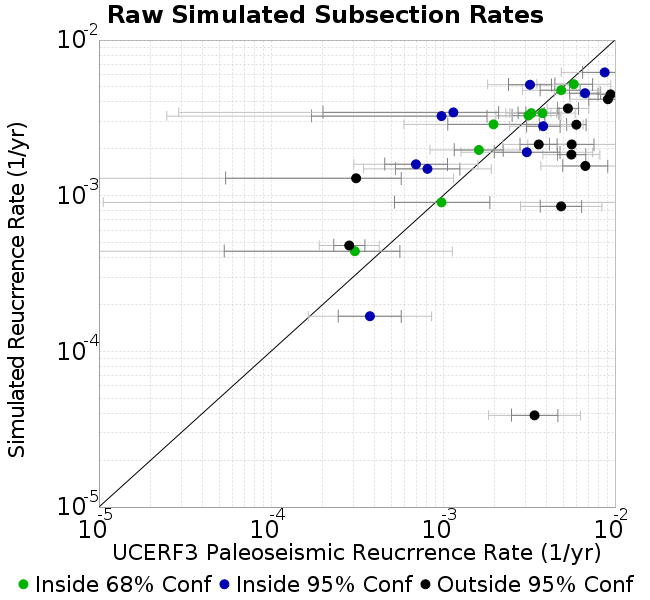 Raw Simulated Subsection Rates
10-2
10-3
10-4
10-5
Simulated Reucrrence Rate (1/yr)
10-5 10-4 10-3 10-2
UCERF3 Paleoseismic Reucrrence Rate (1/yr)
Inside 68% Conf Inside 95% Conf Outside 95% Conf